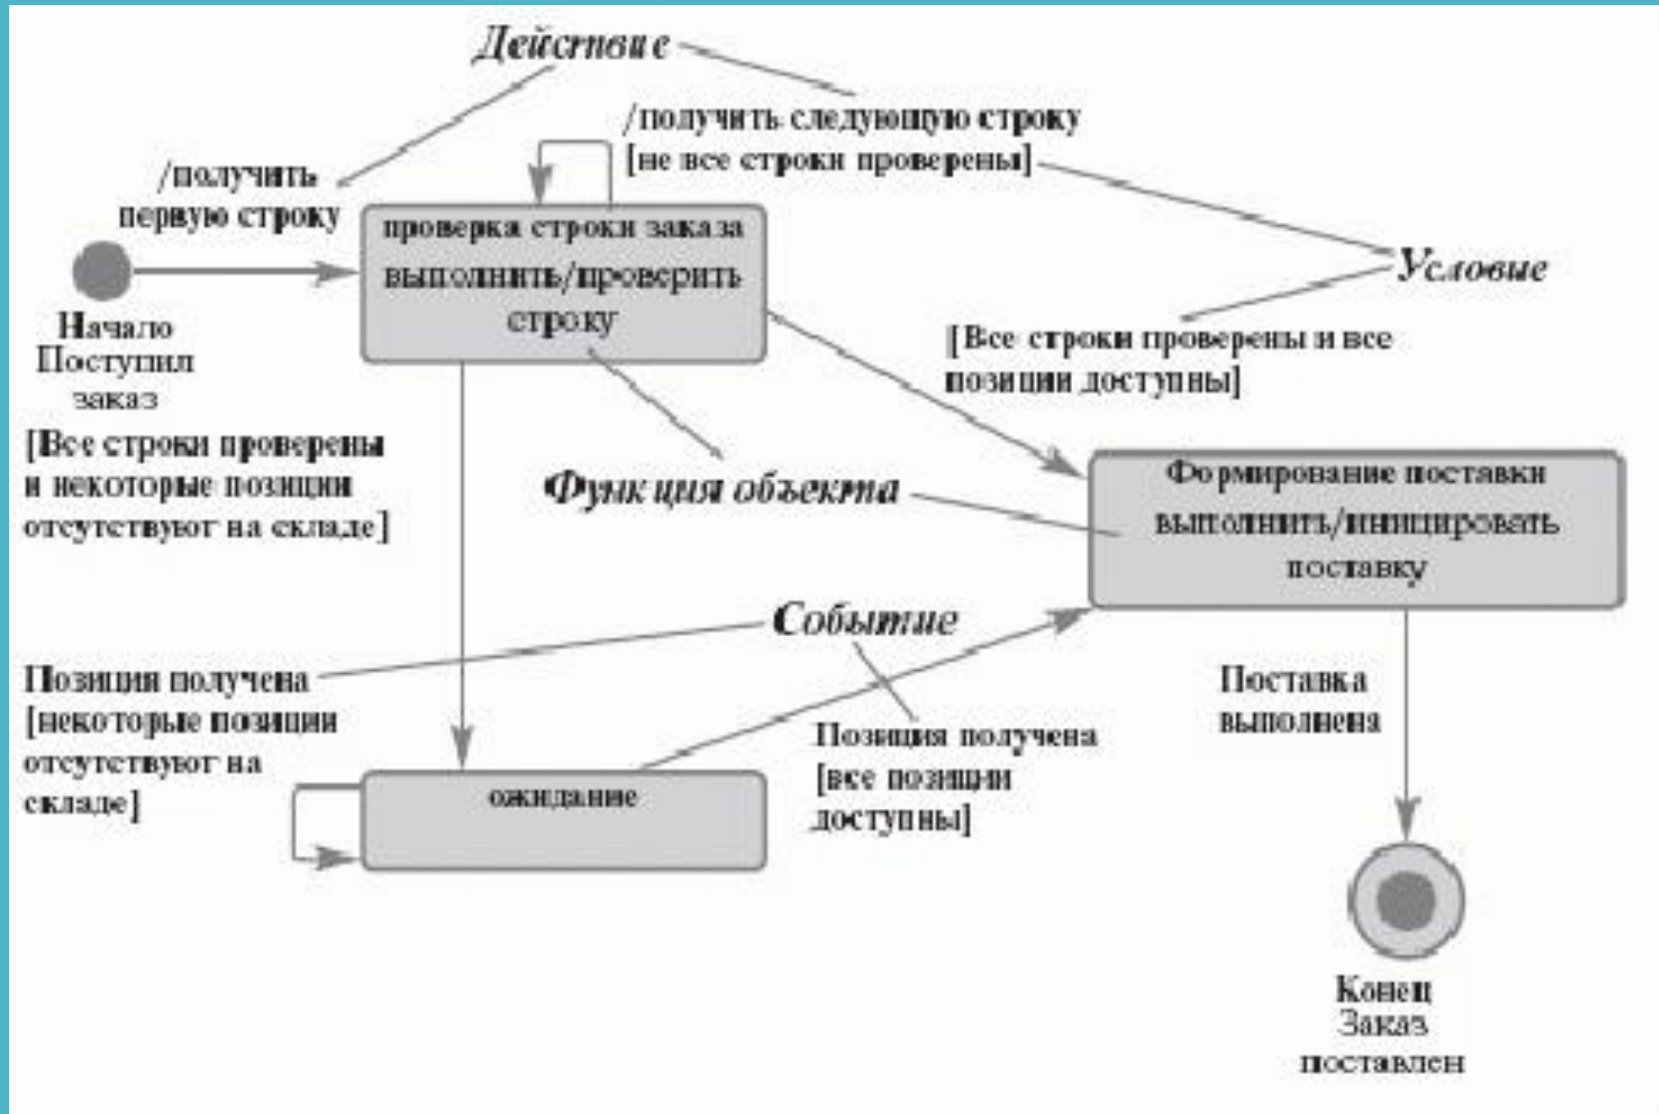 Действие
/получить следующую строку
[не все строки проверены]
/получить
первую строку
проверка строки заказа
выполнить/проверить
строку
Условие
Начало
Поступил
заказ
[Все строки проверены и все
позиции доступны]
[Все строки проверены
и некоторые позиции
отсутствуют на складе]
Функция объекта
Формирование поставки
выполнить/инициировать
поставку
Событие
Позиция получена
[некоторые позиции
отсутствуют на
складе]
Поставка
выполнена
Позиция получена
[все позиции
доступны]
ожидание
Конец
Заказ
поставлен